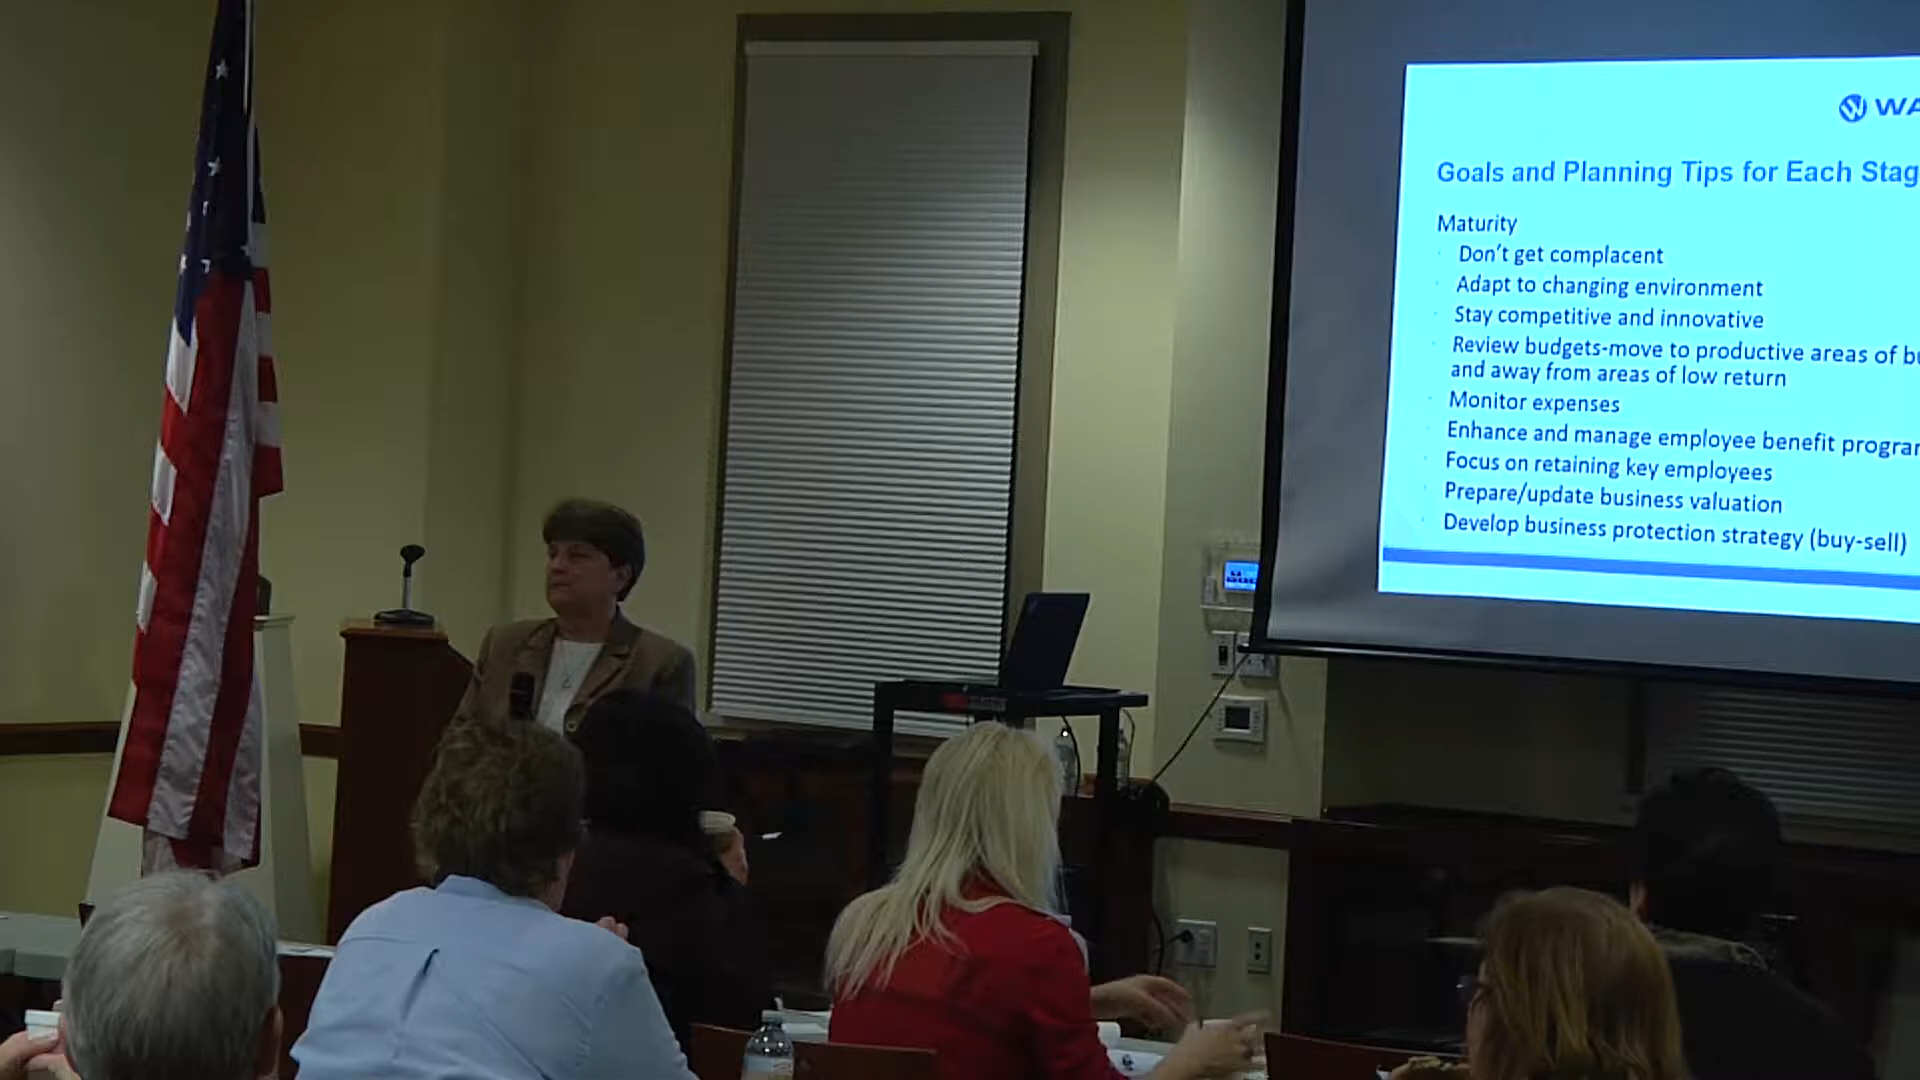 WA
Goals and Planning Tips for Each Stag
Maturity
Don't get complacent
Adapt to changing environment
Stay competitive and innovative
Review budgets-move to productive areas of bu
and away from areas of low return
Monitor expenses
Enhance and manage employee benefit program
Focus on retaining key employees
Prepare/update business valuation
Develop business protection strategy (buy-sell)